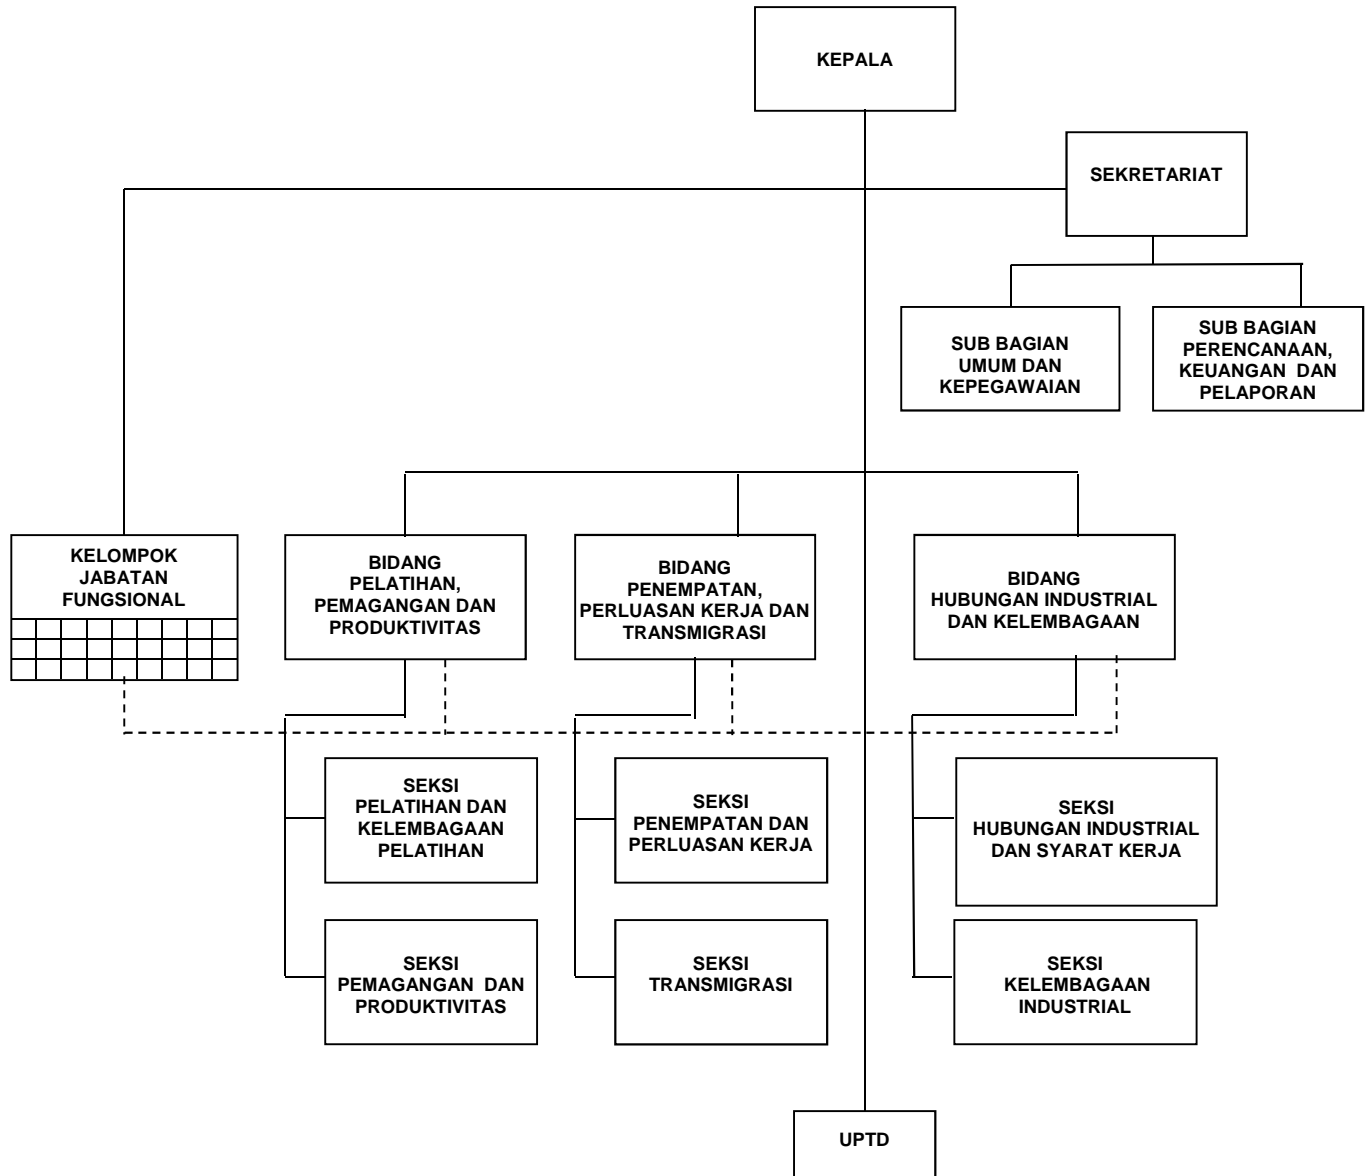 KEPALA
SEKRETARIAT
SUB BAGIAN
UMUM DAN
KEPEGAWAIAN
SUB BAGIAN
PERENCANAAN,
KEUANGAN DAN
PELAPORAN
KELOMPOK
JABATAN
FUNGSIONAL
BIDANG
PELATIHAN,
PEMAGANGAN DAN
PRODUKTIVITAS
BIDANG
PENEMPATAN,
PERLUASAN KERJA DAN
TRANSMIGRASI
BIDANG
HUBUNGAN INDUSTRIAL
DAN KELEMBAGAAN
SEKSI
PELATIHAN DAN
KELEMBAGAAN
PELATIHAN
SEKSI
PENEMPATAN DAN
PERLUASAN KERJA
SEKSI
HUBUNGAN INDUSTRIAL
DAN SYARAT KERJA
SEKSI
PEMAGANGAN DAN
PRODUKTIVITAS
SEKSI
TRANSMIGRASI
SEKSI
KELEMBAGAAN
INDUSTRIAL
UPTD